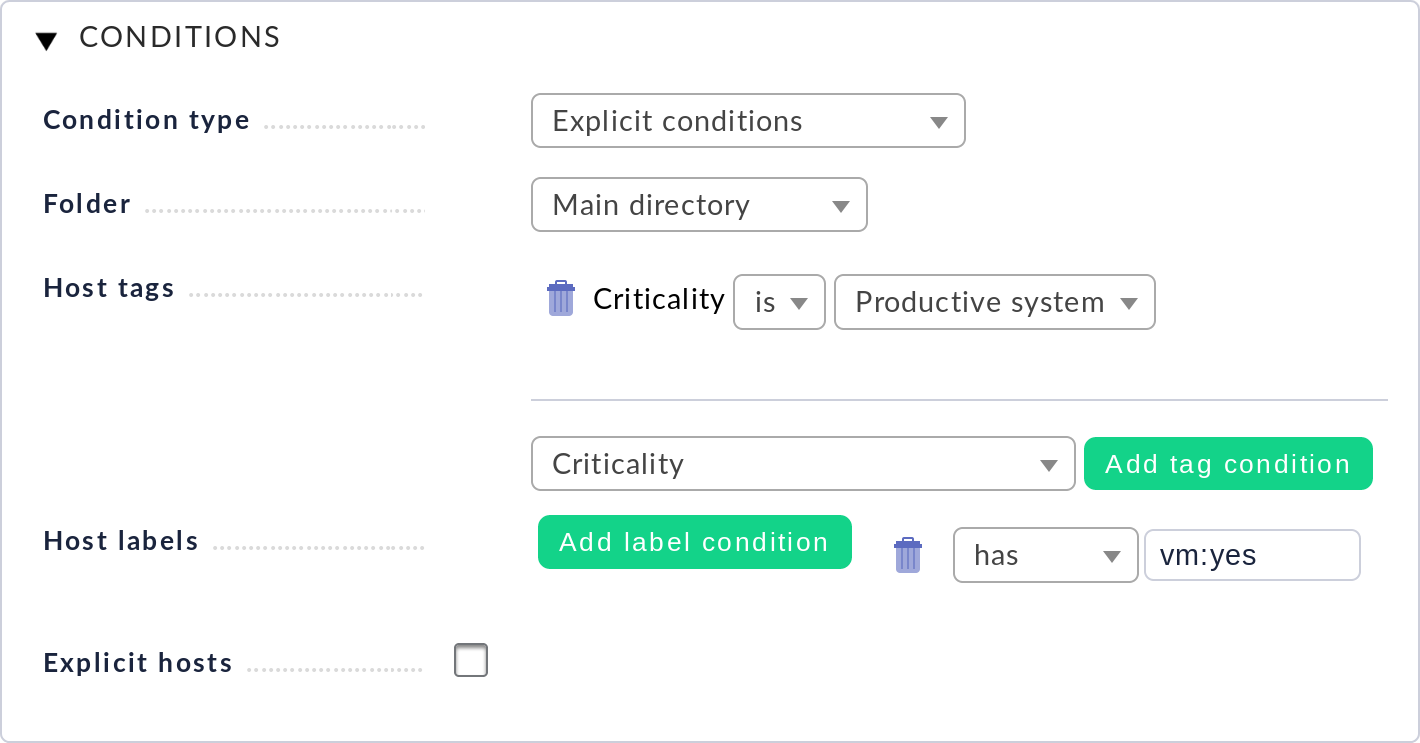 CONDITIONS
Condition type Explicit conditions
Folder Main directory
Host tags Criticality is Productive system
Criticality Add tag condition
Host labels Add label condition has vm:yes
Explicit hosts